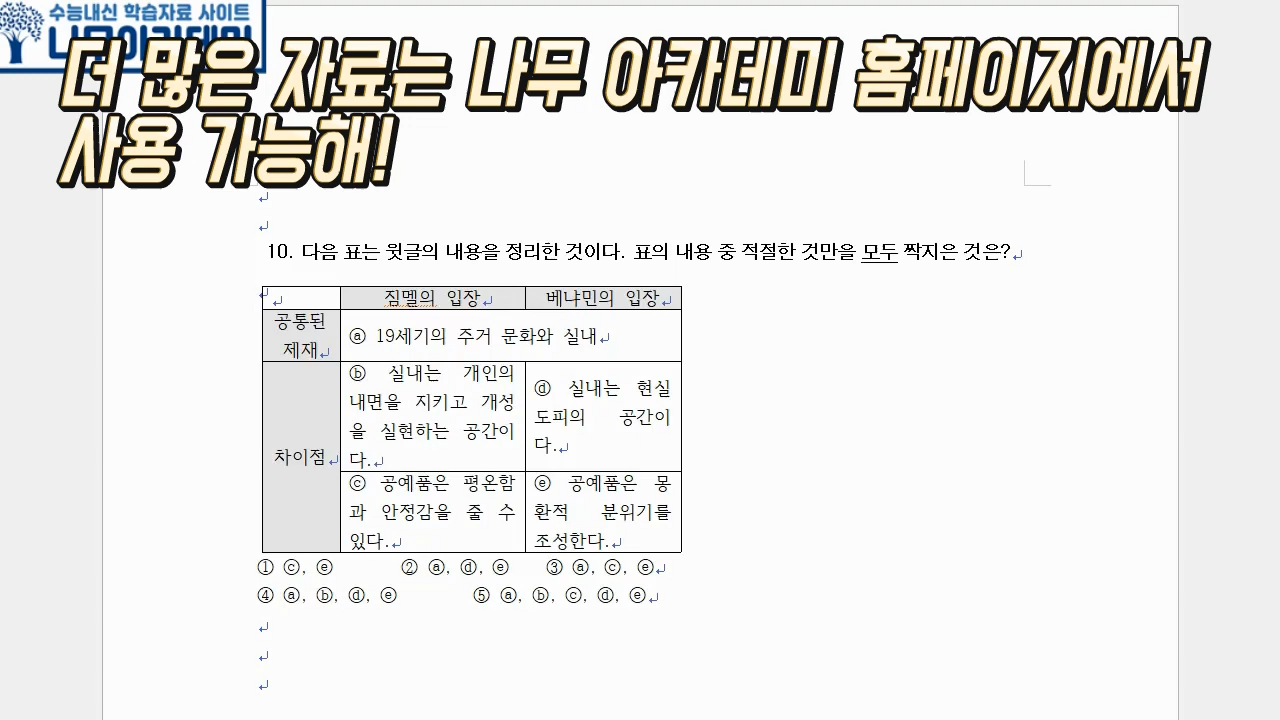 수능내신 학습자료 사이트
더 많은 자료는 나무 아카데미 홈페이지에서
사용 가능해!
10. 다음 표는 윗글의 내용을 정리한 것이다. 표의 내용 중 적절한 것만을 모두 짝지은 것은?
짐멜의 입장 베냐민의 입장
공통된
제재
ⓐ 19세기의 주거 문화와 실내
차이점
ⓑ 실내는 개인의
내면을 지키고 개성
을 실현하는 공간이
다.
ⓓ 실내는 현실
도피의 공간이
다.
ⓒ 공예품은 평온함
과 안정감을 줄 수
있다.
ⓔ 공예품은 몽
환적 분위기를
조성한다.
① ⓒ, ⓔ ② ⓐ, ⓓ, ⓔ ③ ⓐ, ⓒ, ⓔ
④ ⓐ, ⓑ, ⓓ, ⓔ ⑤ ⓐ, ⓑ, ⓒ, ⓓ, ⓔ